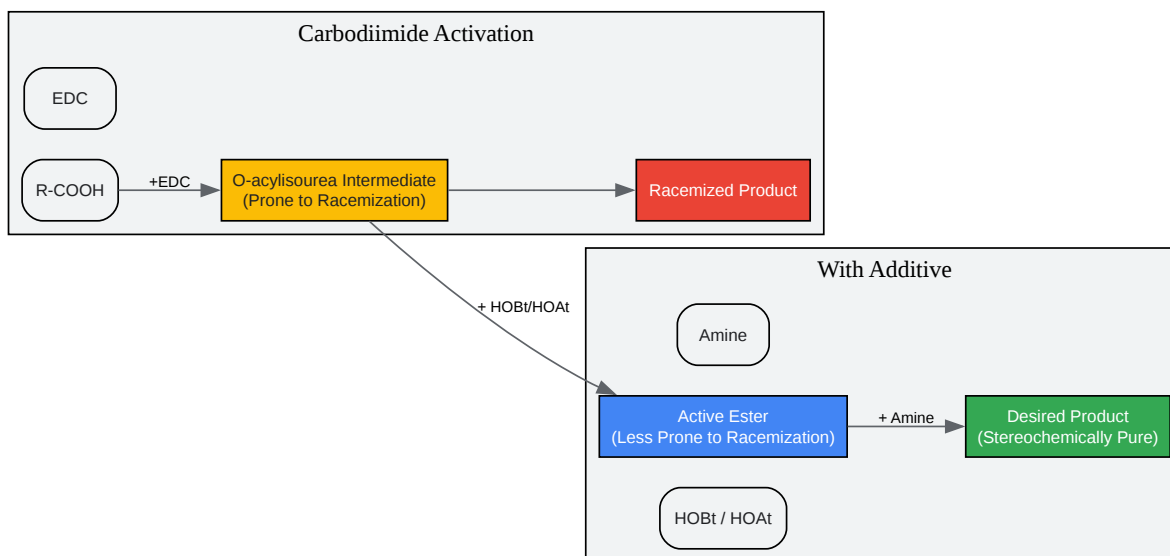 Carbodiimide Activation
EDC
R-COOH
+EDC
O-acylisourea Intermediate
(Prone to Racemization)
Racemized Product
+ HOBt/HOAt
With Additive
Amine
Active Ester
(Less Prone to Racemization)
+ Amine
Desired Product
(Stereochemically Pure)
HOBt / HOAt